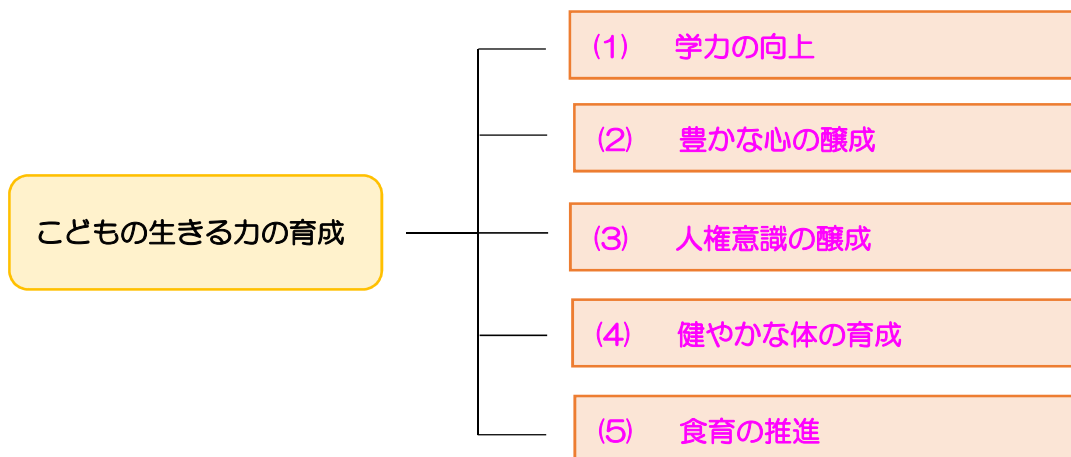 こどもの生きる力の育成
(1) 学力の向上
(2) 豊かな心の醸成
(3) 人権意識の醸成
(4) 健やかな体の育成
(5) 食育の推進